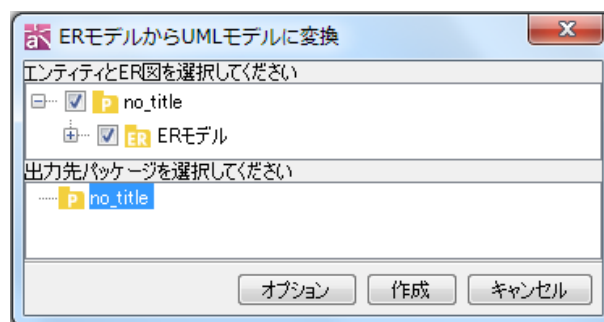 ERモデルからUMLモデルに変換
エンティティとER図を選択してください
P no_title
ER ERモデル
出力先パッケージを選択してください
P no_title
オプション 作成 キャンセル